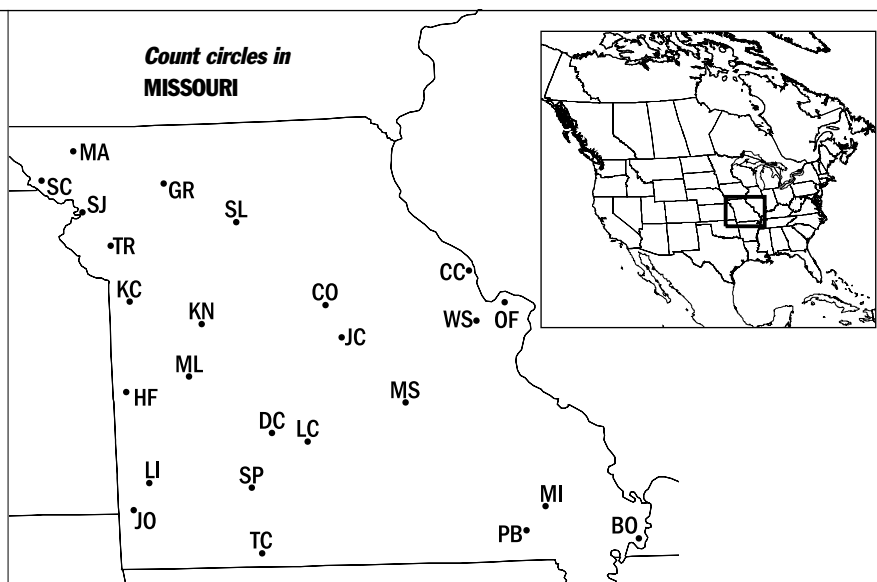 Count circles in
MISSOURI
MA
SC
GR
SJ
SL
TR
CC
KC
CO
OF
KN
WS
JC
ML
HF
MS
DC
LC
LI
SP
MI
JO
PB
BO
TC